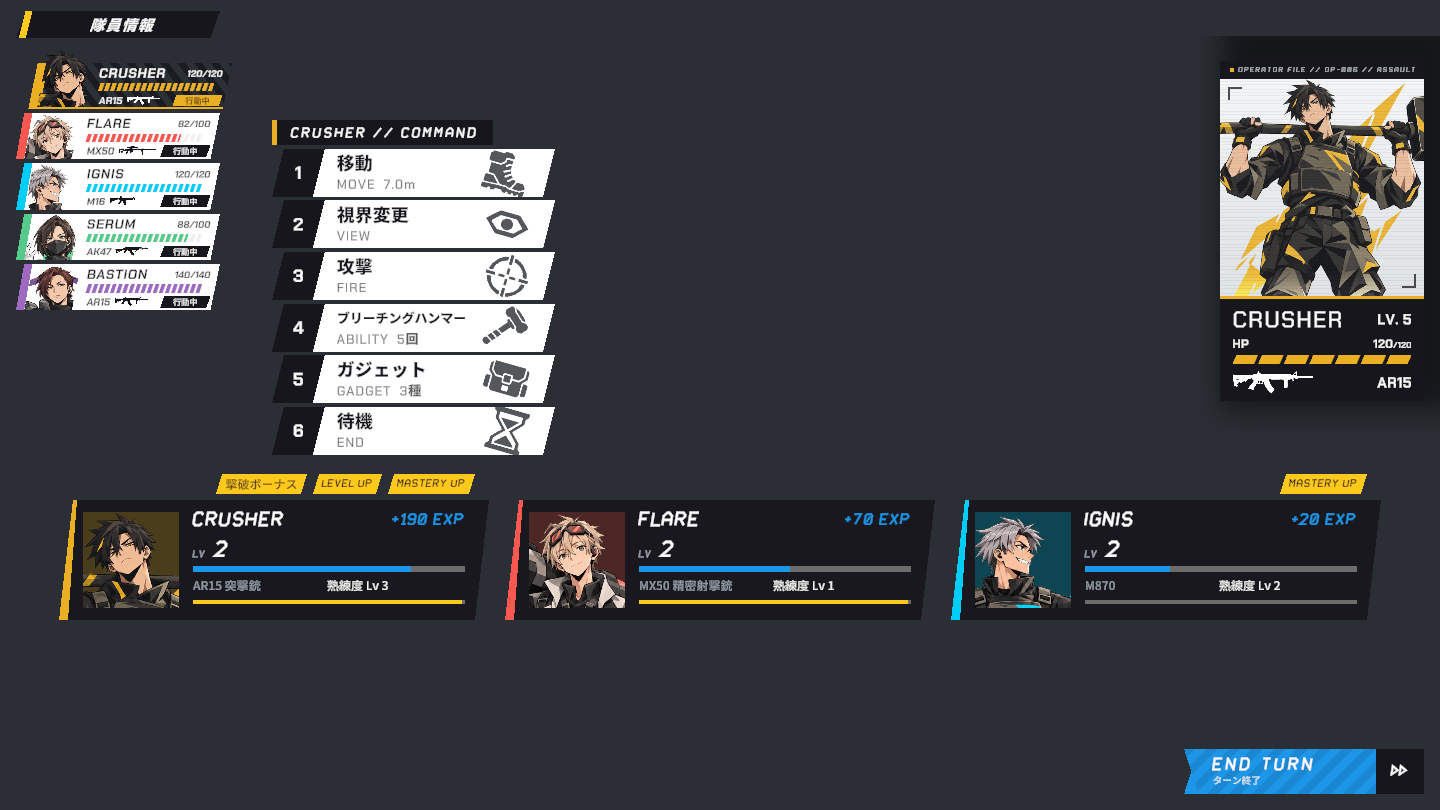 隊員情報
CRUSHER 120/120
AR15 行動中
FLARE 82/100
MX50 行動中
IGNIS 120/120
M16 行動中
SERUM 88/100
AK47 行動中
BASTION 140/140
AR15 行動中
CRUSHER // COMMAND
1 移動
MOVE 7.0m
2 視界変更
VIEW
3 攻撃
FIRE
4 ブリーチングハンマー
ABILITY 5回
5 ガジェット
GADGET 3種
6 待機
END
OPERATOR FILE // OP-006 // ASSAULT
CRUSHER LV. 5
HP 120/120
AR15
撃破ボーナス LEVEL UP MASTERY UP
CRUSHER +190 EXP
LV 2
AR15 突撃銃 熟練度 Lv 3
FLARE +70 EXP
LV 2
MX50 精密射撃銃 熟練度 Lv 1
MASTERY UP
IGNIS +20 EXP
LV 2
M870 熟練度 Lv 2
END TURN
ターン終了